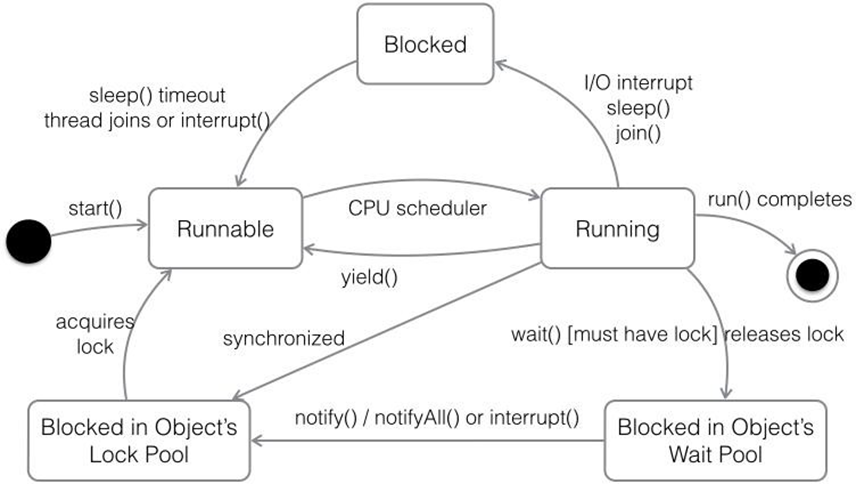 Blocked
sleep() timeout
thread joins or interrupt()
I/O interrupt
sleep()
join()
start()
Runnable
CPU scheduler
Running
run() completes
yield()
acquires
lock
synchronized
wait() [must have lock] releases lock
Blocked in Object's
Lock Pool
notify() / notifyAll() or interrupt()
Blocked in Object's
Wait Pool